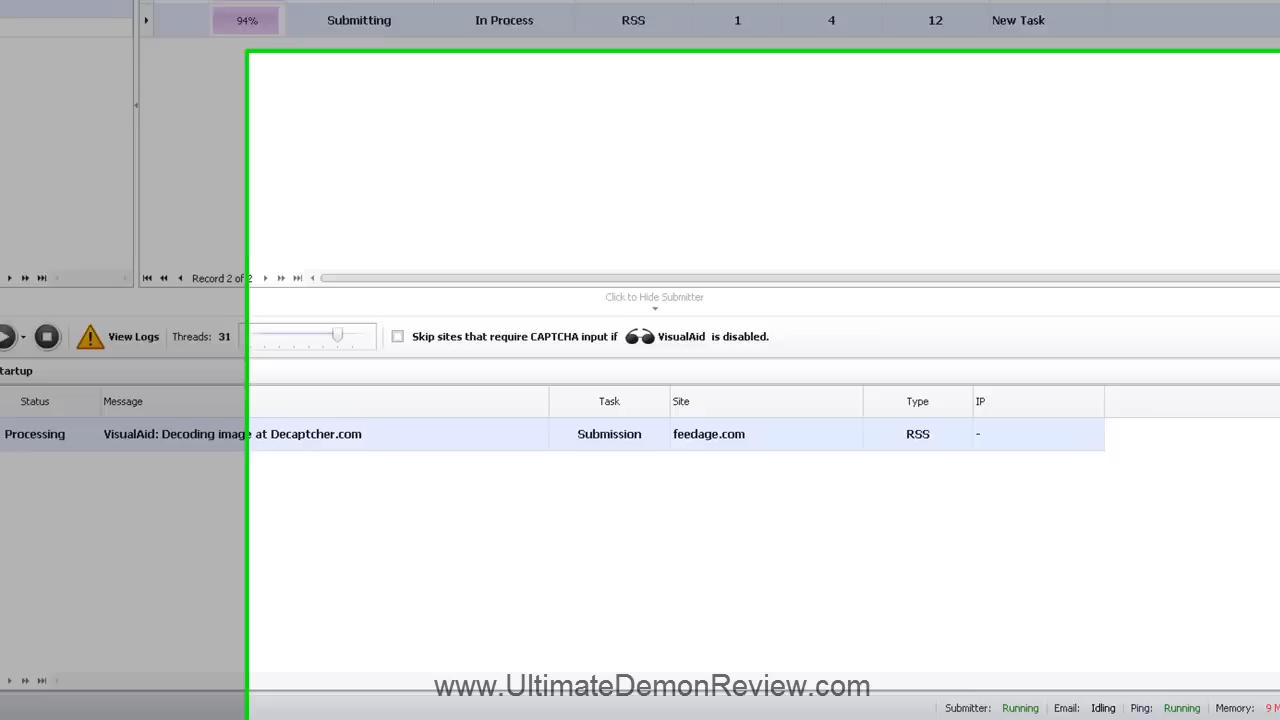 94% Submitting In Process RSS 1 4 12 New Task
Record 2 of 2
Click to Hide Submitter
View Logs Threads: 31 Skip sites that require CAPTCHA input if VisualAid is disabled.
tartup
Status Message Task Site Type IP
Processing VisualAid: Decoding image at Decaptcher.com Submission feedage.com RSS -
www.UltimateDemonReview.com
Submitter: Running Email: Idling Ping: Running Memory: 9 M